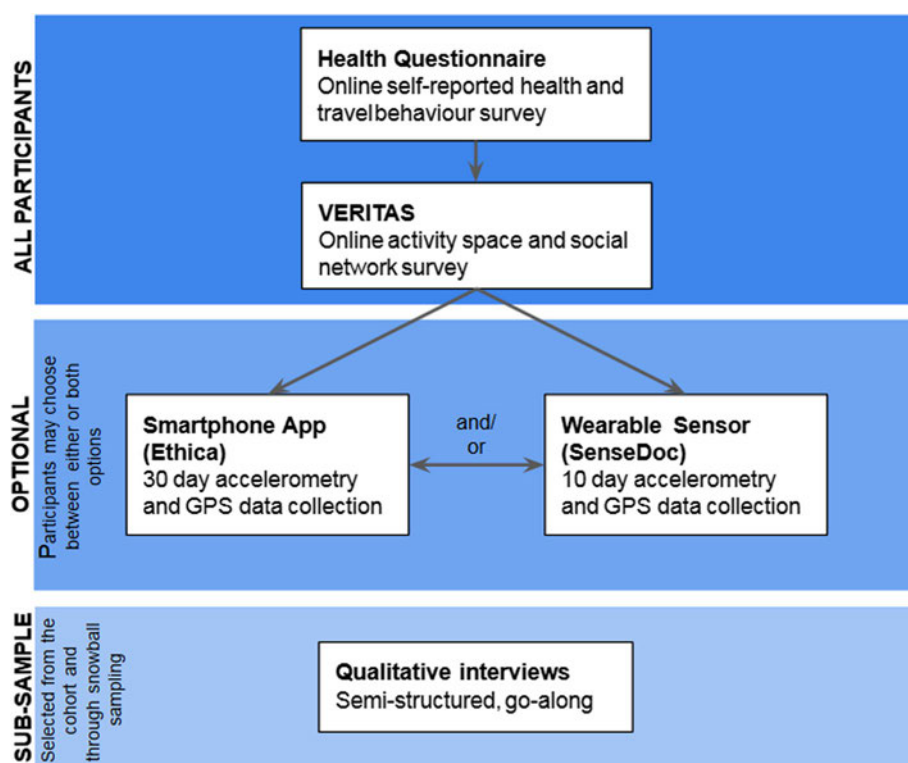 ALL PARTICIPANTS
Health Questionnaire
Online self-reported health and
travel behaviour survey
VERITAS
Online activity space and social
network survey
OPTIONAL
Participants may choose
between either or both
options
Smartphone App
(Ethica)
30 day accelerometry
and GPS data collection
and/
or
Wearable Sensor
(SenseDoc)
10 day accelerometry
and GPS data collection
SUB-SAMPLE
Selected from the
cohort and
through snowball
sampling
Qualitative interviews
Semi-structured, go-along